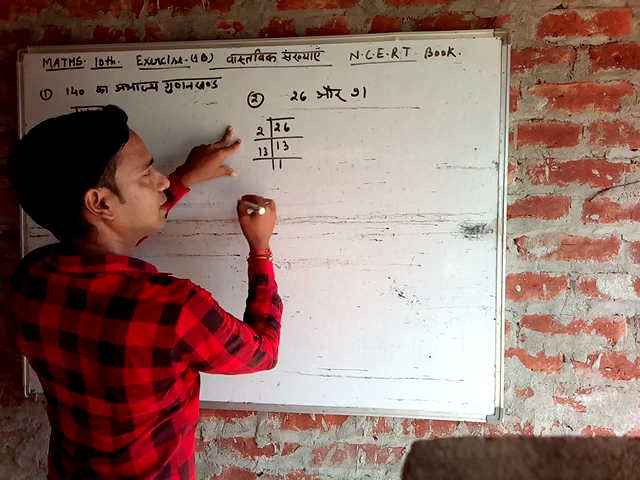 MATHS. 10th. Exercise-(1B) वास्तविक संख्याएँ N.C.E.R.T BOOK.
① 140 का अभाज्य गुणनखण्ड
② 26 और 91
2 | 26
13 | 13
1